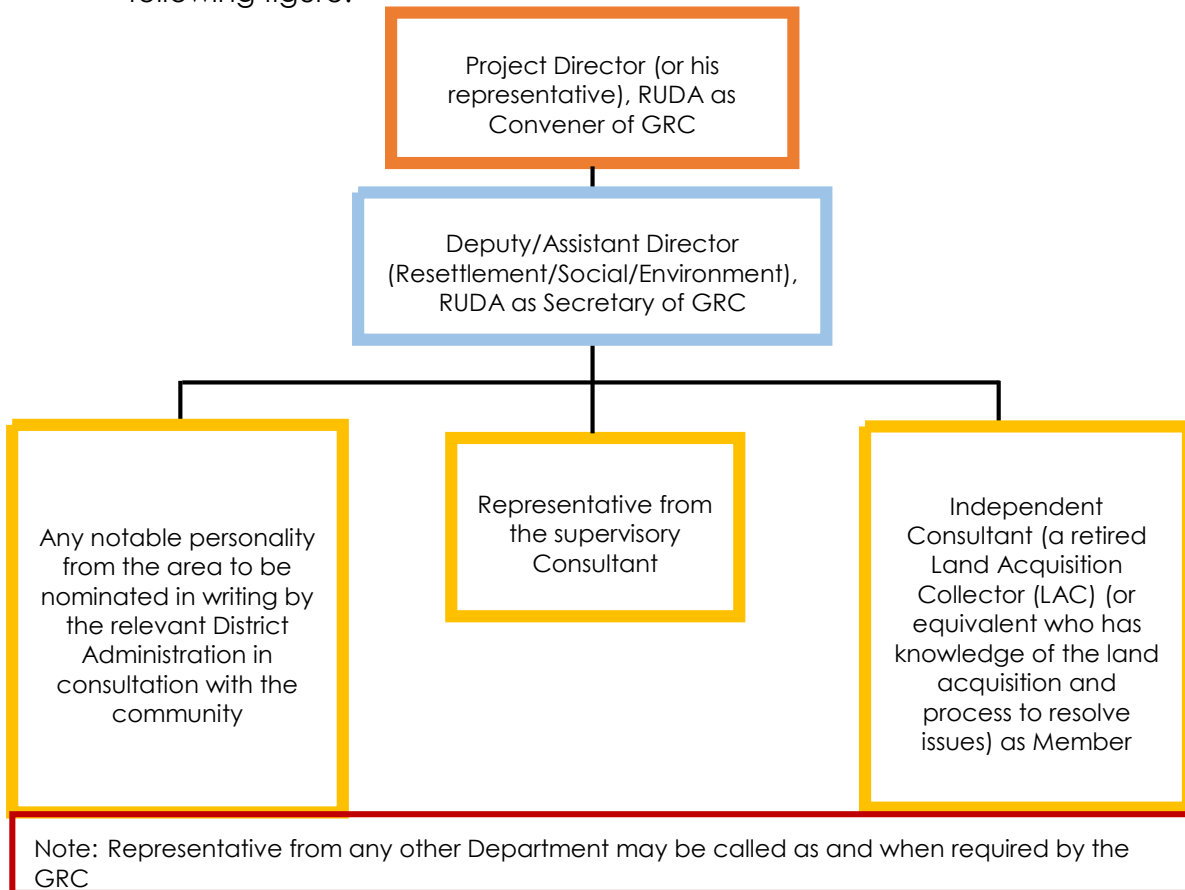 following figure.
Project Director (or his
representative), RUDA as
Convener of GRC
Deputy/Assistant Director
(Resettlement/Social/Environment),
RUDA as Secretary of GRC
Any notable personality
from the area to be
nominated in writing by
the relevant District
Administration in
consultation with the
community
Representative from
the supervisory
Consultant
Independent
Consultant (a retired
Land Acquisition
Collector (LAC) (or
equivalent who has
knowledge of the land
acquisition and
process to resolve
issues) as Member
Note: Representative from any other Department may be called as and when required by the
GRC